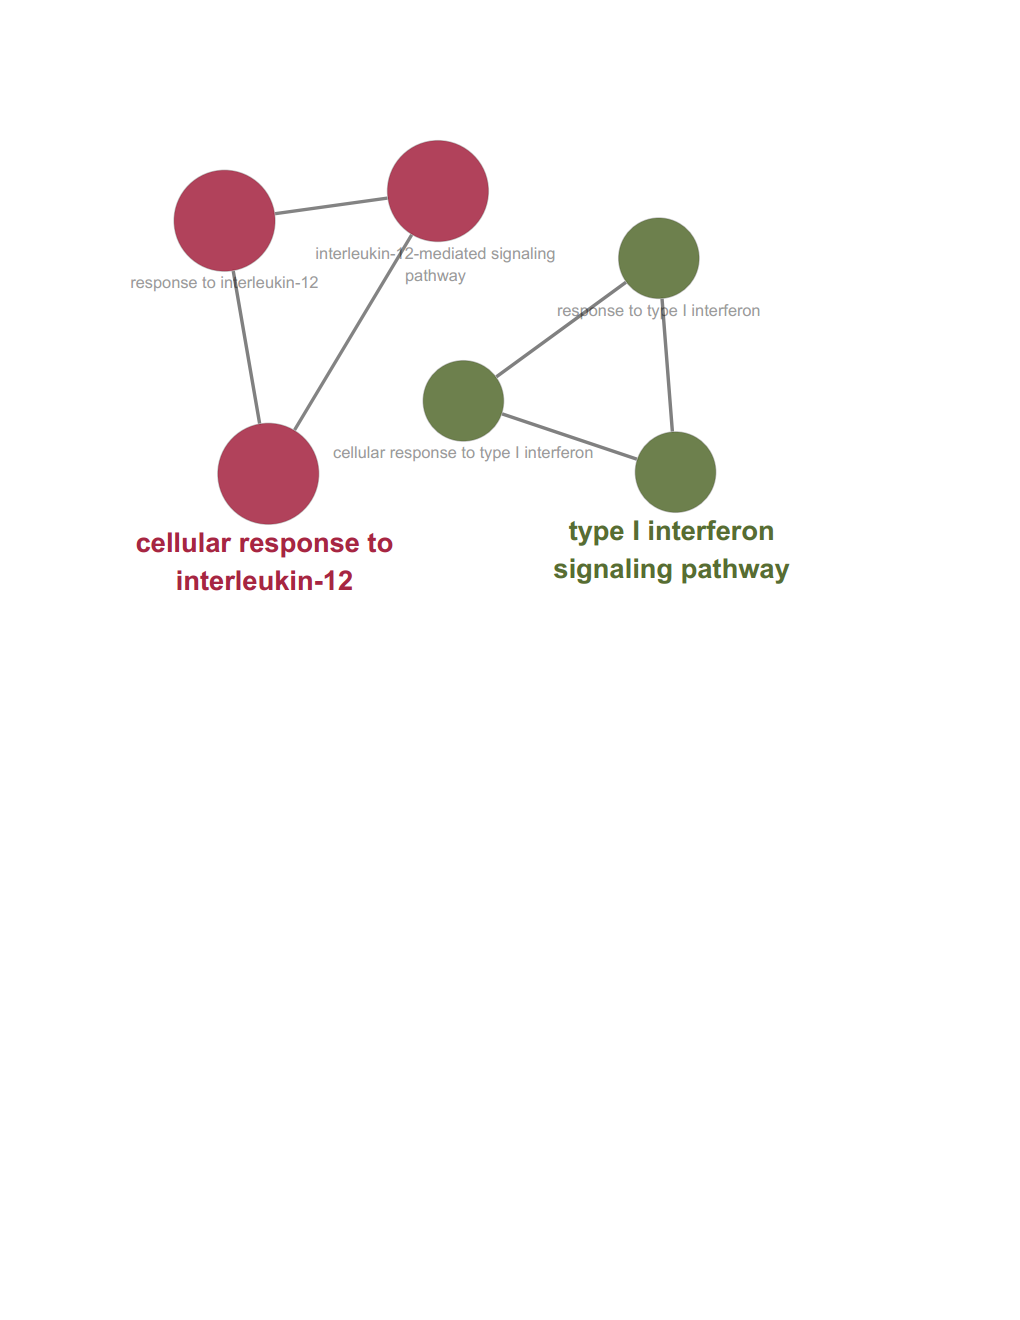 interleukin-12-mediated signaling
pathway
response to interleukin-12
response to type I interferon
cellular response to type I interferon
cellular response to
interleukin-12
type I interferon
signaling pathway